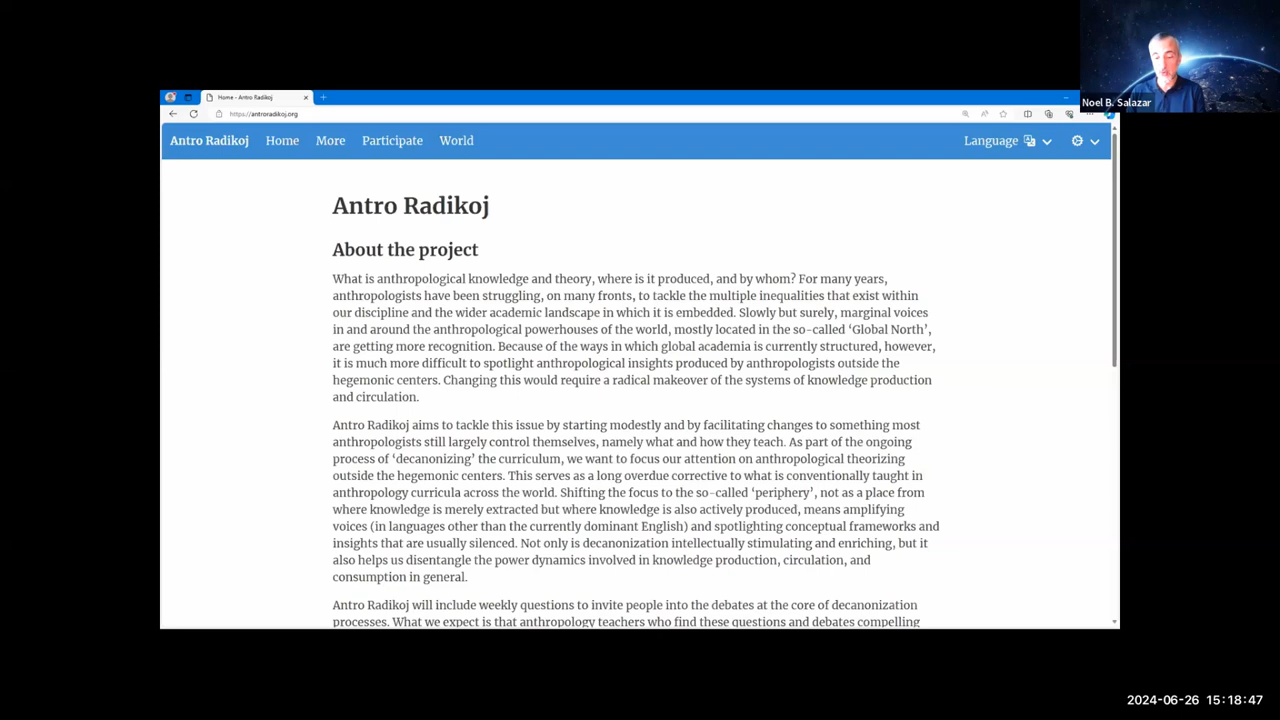 Noel B. Salazar
Home - Antro Radikoj
https://antroradikoj.org
Antro Radikoj Home More Participate World Language
Antro Radikoj
About the project
What is anthropological knowledge and theory, where is it produced, and by whom? For many years,
anthropologists have been struggling, on many fronts, to tackle the multiple inequalities that exist within
our discipline and the wider academic landscape in which it is embedded. Slowly but surely, marginal voices
in and around the anthropological powerhouses of the world, mostly located in the so-called ‘Global North’,
are getting more recognition. Because of the ways in which global academia is currently structured, however,
it is much more difficult to spotlight anthropological insights produced by anthropologists outside the
hegemonic centers. Changing this would require a radical makeover of the systems of knowledge production
and circulation.
Antro Radikoj aims to tackle this issue by starting modestly and by facilitating changes to something most
anthropologists still largely control themselves, namely what and how they teach. As part of the ongoing
process of ‘decanonizing’ the curriculum, we want to focus our attention on anthropological theorizing
outside the hegemonic centers. This serves as a long overdue corrective to what is conventionally taught in
anthropology curricula across the world. Shifting the focus to the so-called ‘periphery’, not as a place from
where knowledge is merely extracted but where knowledge is also actively produced, means amplifying
voices (in languages other than the currently dominant English) and spotlighting conceptual frameworks and
insights that are usually silenced. Not only is decanonization intellectually stimulating and enriching, but it
also helps us disentangle the power dynamics involved in knowledge production, circulation, and
consumption in general.
Antro Radikoj will include weekly questions to invite people into the debates at the core of decanonization
processes. What we expect is that anthropology teachers who find these questions and debates compelling
2024-06-26 15:18:47